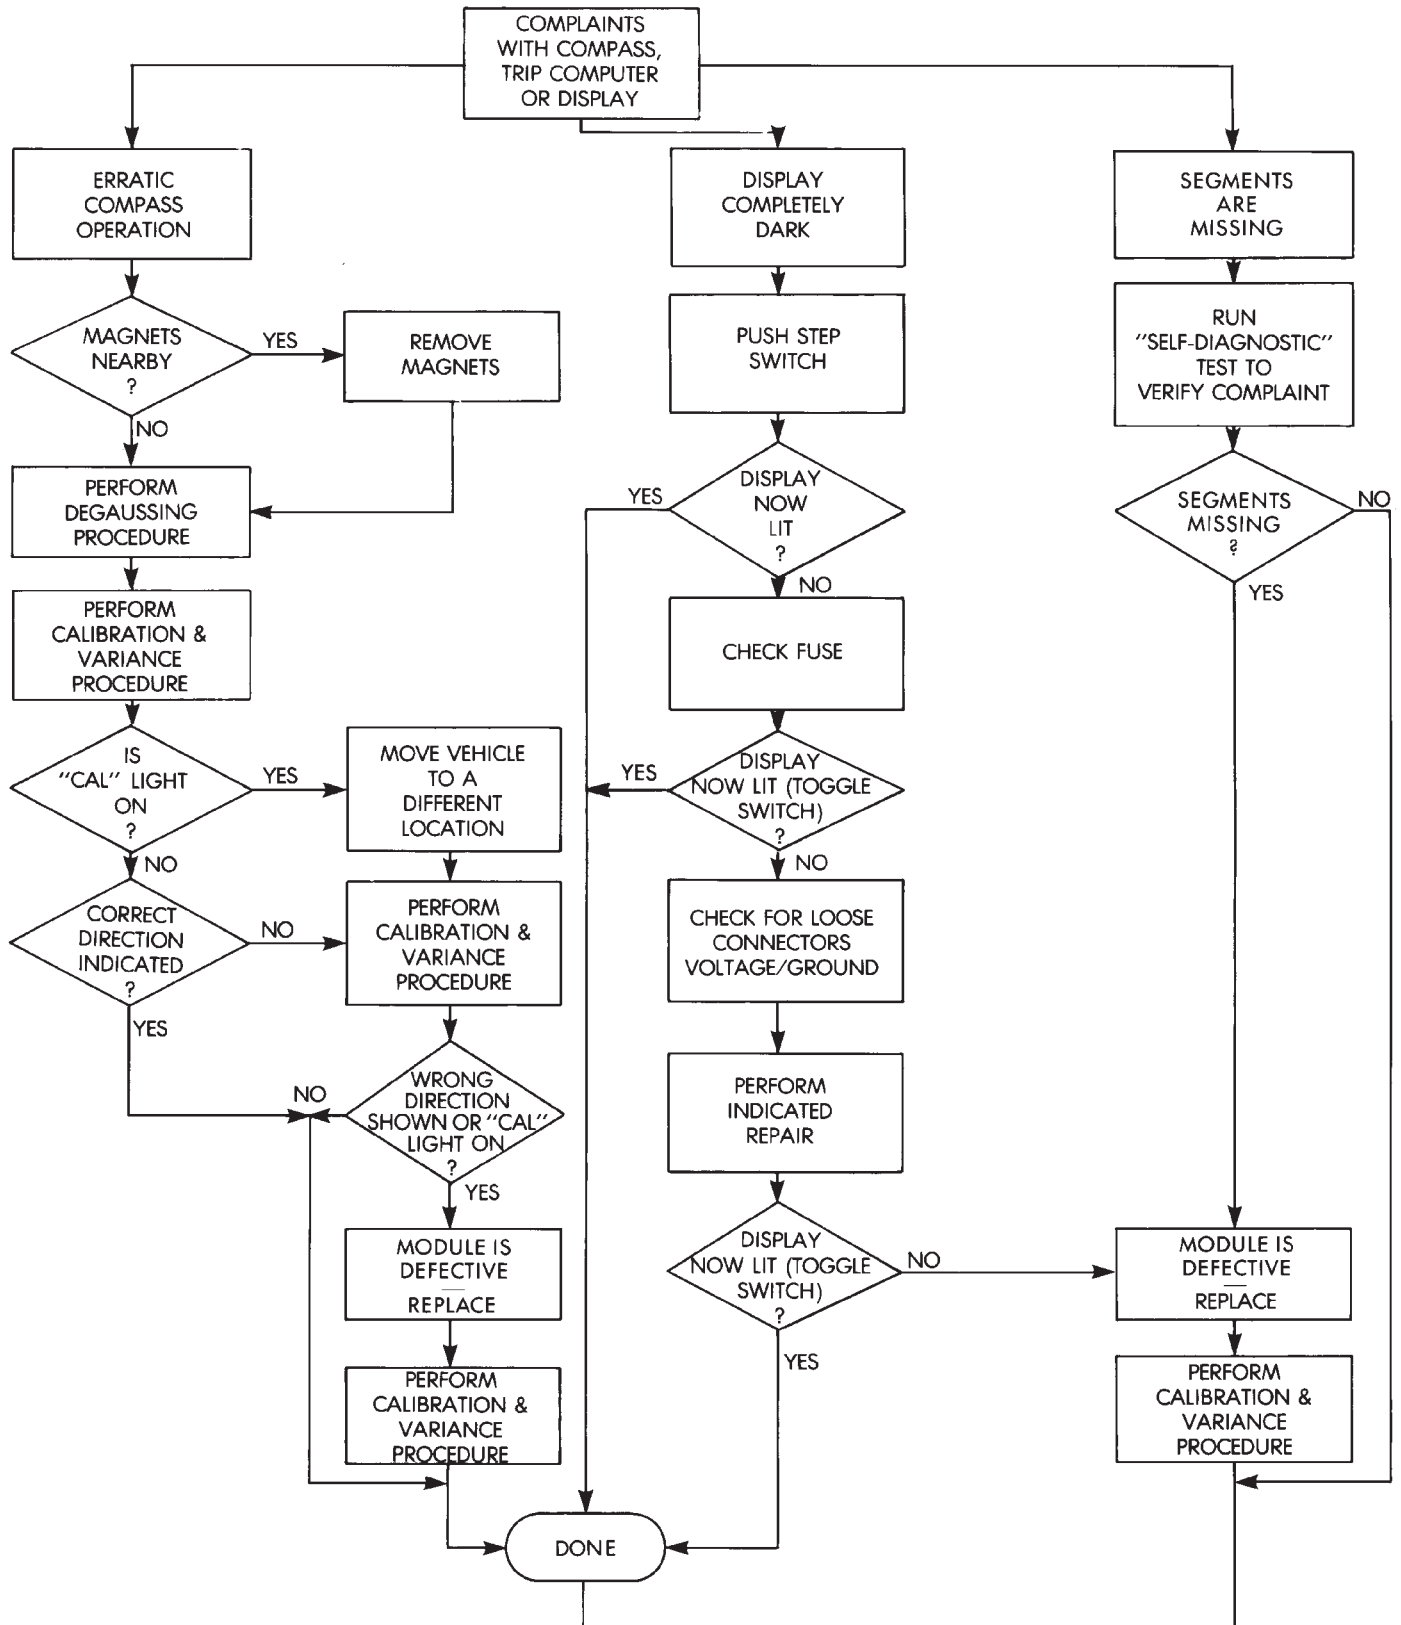 COMPLAINTS
WITH COMPASS,
TRIP COMPUTER
OR DISPLAY
ERRATIC
COMPASS
OPERATION
MAGNETS
NEARBY
?
YES
REMOVE
MAGNETS
NO
PERFORM
DEGAUSSING
PROCEDURE
PERFORM
CALIBRATION &
VARIANCE
PROCEDURE
IS
"CAL" LIGHT
ON
?
YES
MOVE VEHICLE
TO A
DIFFERENT
LOCATION
NO
CORRECT
DIRECTION
INDICATED
?
NO
PERFORM
CALIBRATION &
VARIANCE
PROCEDURE
YES
NO
WRONG
DIRECTION
SHOWN OR "CAL"
LIGHT ON
?
YES
MODULE IS
DEFECTIVE
—
REPLACE
PERFORM
CALIBRATION &
VARIANCE
PROCEDURE
DISPLAY
COMPLETELY
DARK
PUSH STEP
SWITCH
DISPLAY
NOW
LIT
?
YES
NO
CHECK FUSE
DISPLAY
NOW LIT (TOGGLE
SWITCH)
?
YES
NO
CHECK FOR LOOSE
CONNECTORS
VOLTAGE/GROUND
PERFORM
INDICATED
REPAIR
DISPLAY
NOW LIT (TOGGLE
SWITCH)
?
NO
YES
DONE
SEGMENTS
ARE
MISSING
RUN
"SELF-DIAGNOSTIC"
TEST TO
VERIFY COMPLAINT
SEGMENTS
MISSING
?
NO
YES
MODULE IS
DEFECTIVE
—
REPLACE
PERFORM
CALIBRATION &
VARIANCE
PROCEDURE